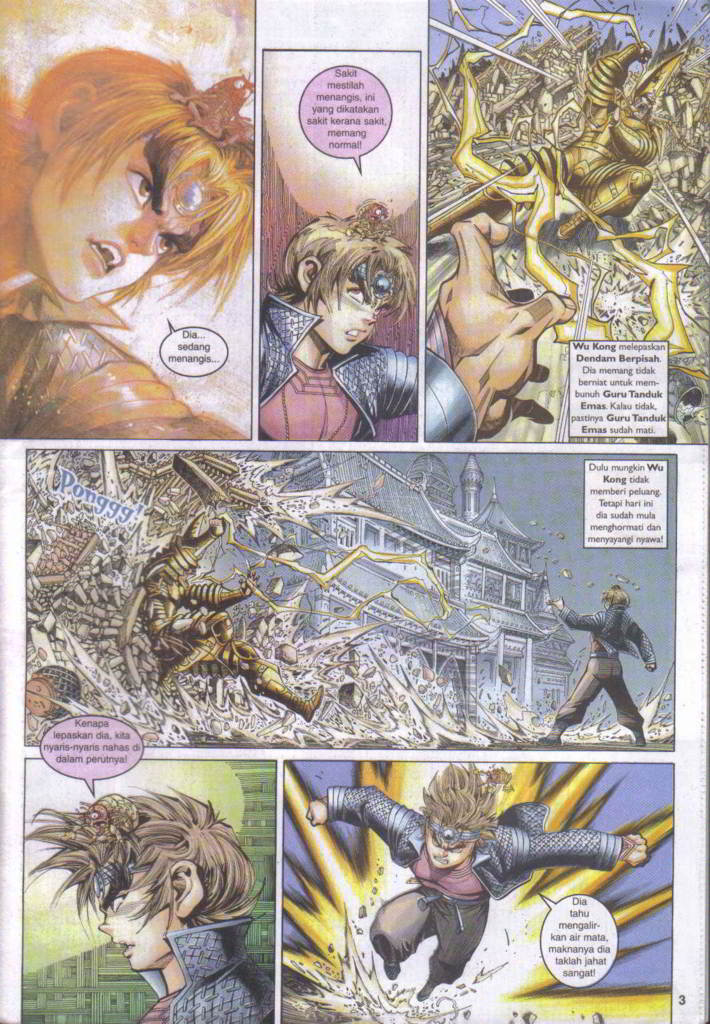 Dia...
sedang
menangis...
Sakit
mestilah
menangis, ini
yang dikatakan
sakit kerana sakit,
memang
normal!
Wu Kong melepaskan
Dendam Berpisah.
Dia memang tidak
berniat untuk mem-
bunuh Guru Tanduk
Emas. Kalau tidak,
pastinya Guru Tanduk
Emas sudah mati.
Ponggg!
Dulu mungkin Wu
Kong tidak
memberi peluang.
Tetapi hari ini
dia sudah mula
menghormati dan
menyayangi nyawa!
Kenapa
lepaskan dia, kita
nyaris-nyaris nahas di
dalam perutnya!
Dia
tahu
mengalir-
kan air mata,
maknanya dia
taklah jahat
sangat!
3